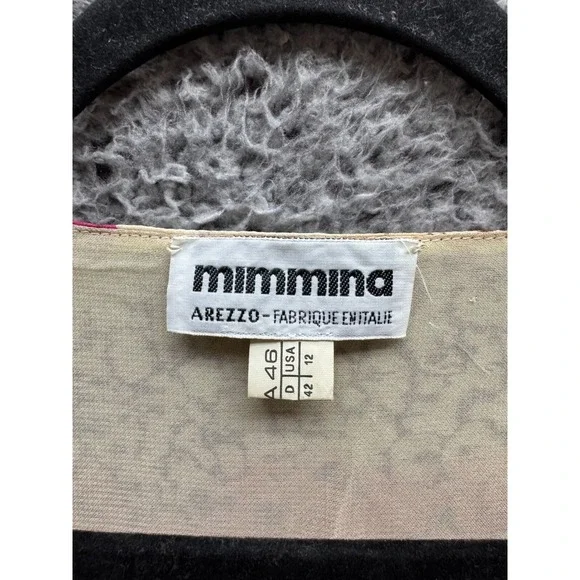 mimmina
AREZZO-FABRIQUE EN ITALIE
A 46
D 42
USA 12